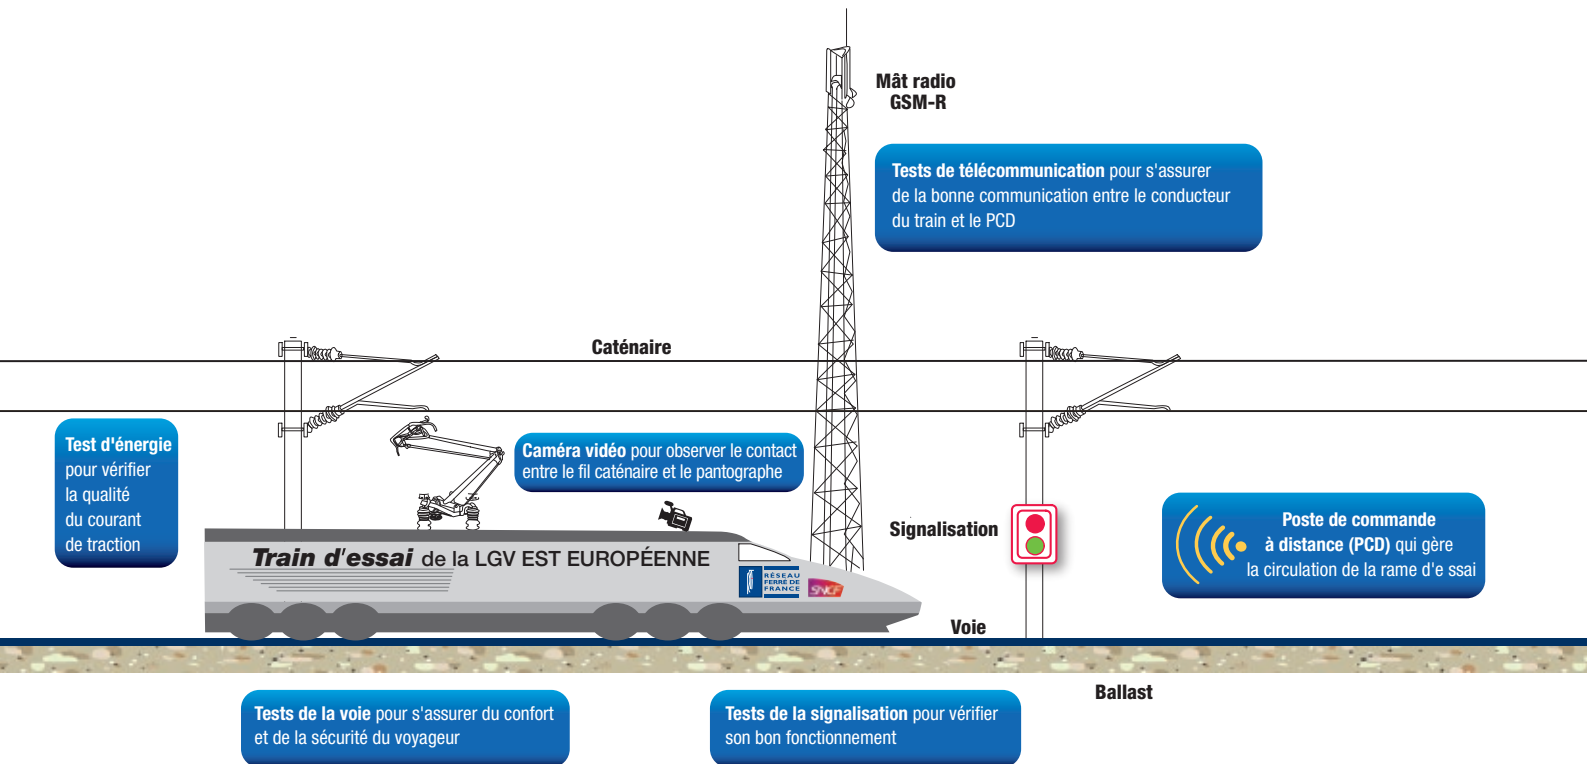 Mât radio
GSM-R
Tests de télécommunication pour s'assurer
de la bonne communication entre le conducteur
du train et le PCD
Caténaire
Test d'énergie
pour vérifier
la qualité
du courant
de traction
Caméra vidéo pour observer le contact
entre le fil caténaire et le pantographe
Signalisation
Poste de commande
à distance (PCD) qui gère
la circulation de la rame d'e ssai
Train d'essai de la LGV EST EUROPÉENNE
RÉSEAU
FERRÉ DE
FRANCE
SNCF
Voie
Ballast
Tests de la voie pour s'assurer du confort
et de la sécurité du voyageur
Tests de la signalisation pour vérifier
son bon fonctionnement